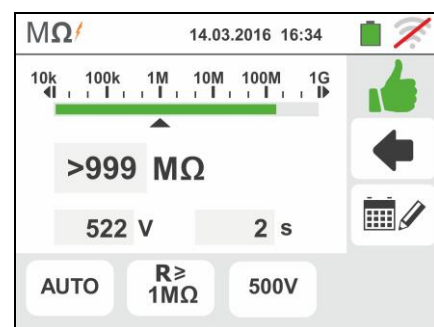 MΩ 14.03.2016 16:34
10k 100k 1M 10M 100M 1G
>999 MΩ
522 V 2 s
AUTO R≥ 1MΩ 500V